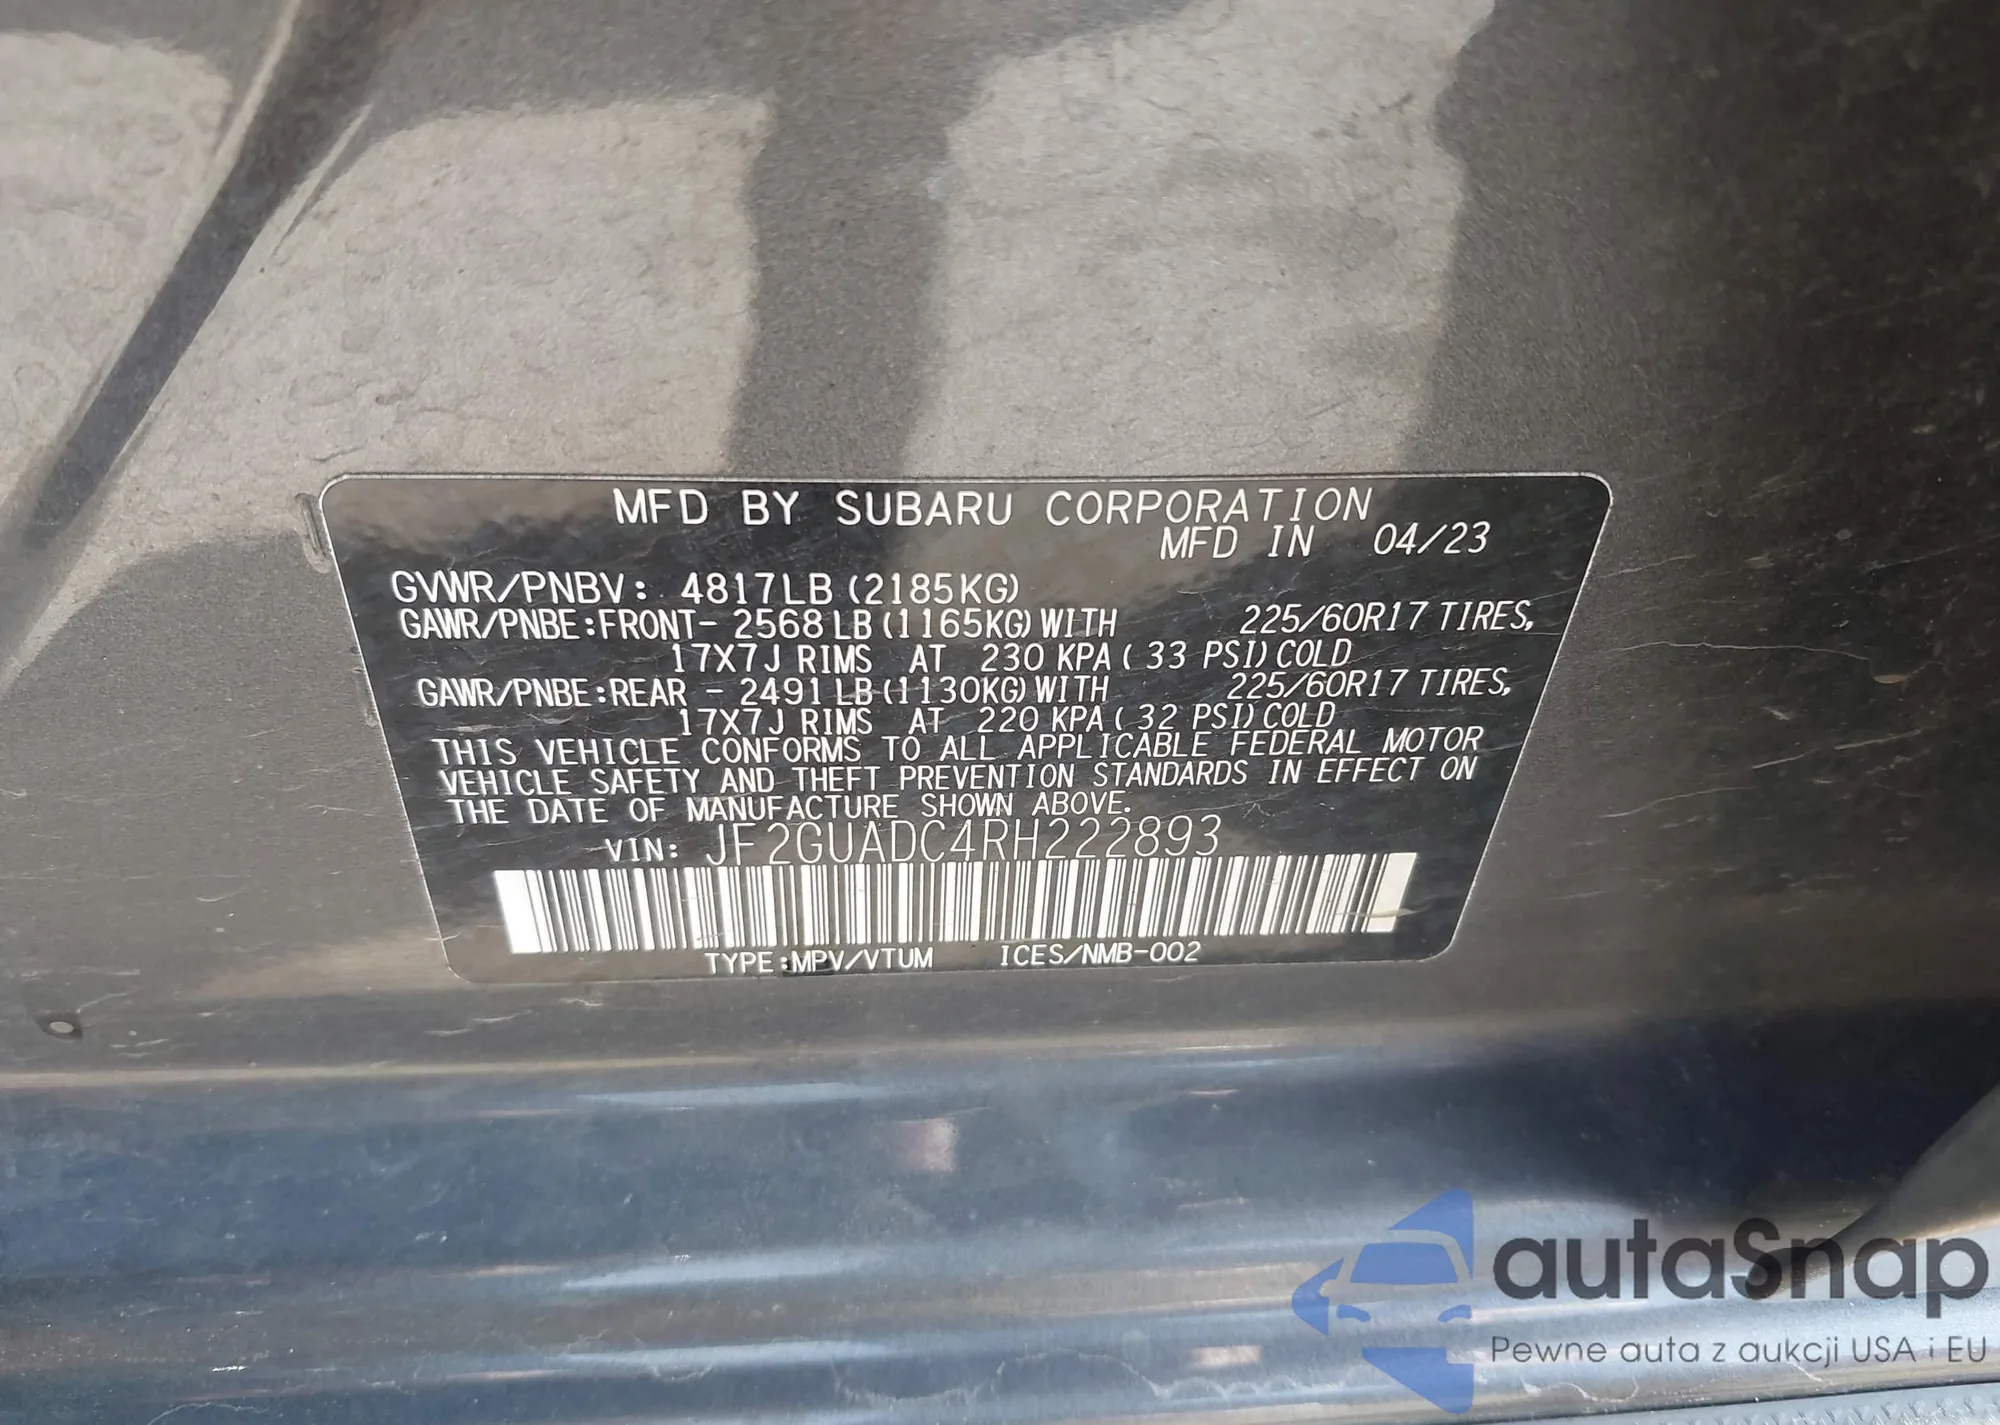 MFD BY SUBARU CORPORATION
MFD IN 04/23
GVWR/PNBV: 4817LB (2185KG)
GAWR/PNBE:FRONT- 2568 LB (1165KG) WITH 225/60R17 TIRES,
17X7J RIMS AT 230 KPA ( 33 PSI) COLD
GAWR/PNBE:REAR - 2491 LB (1130KG) WITH 225/60R17 TIRES,
17X7J RIMS AT 220 KPA ( 32 PSI) COLD
THIS VEHICLE CONFORMS TO ALL APPLICABLE FEDERAL MOTOR
VEHICLE SAFETY AND THEFT PREVENTION STANDARDS IN EFFECT ON
THE DATE OF MANUFACTURE SHOWN ABOVE.
VIN: JF2GUADC4RH222893
TYPE:MPV/VTUM ICES/NMB-002
autaSnap
Pewne auta z aukcji USA i EU